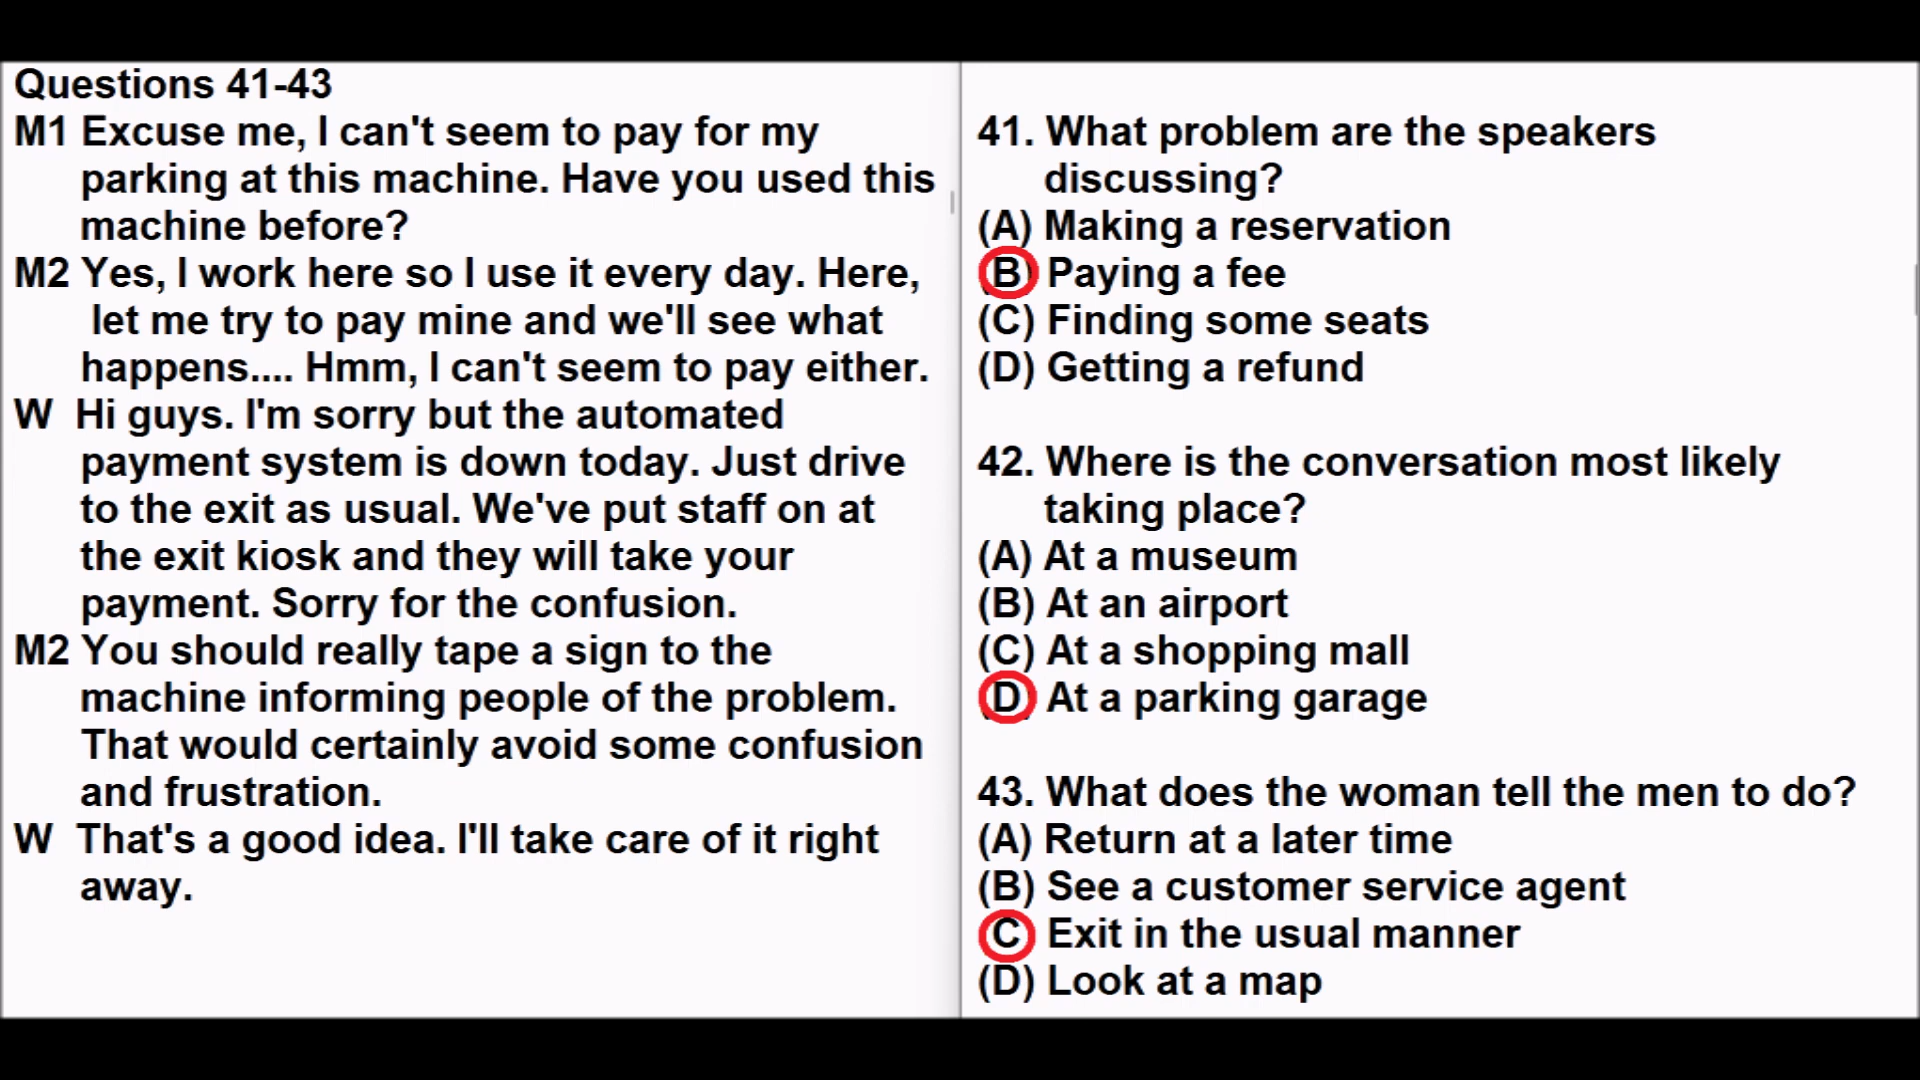 Questions 41-43
M1 Excuse me, I can't seem to pay for my
parking at this machine. Have you used this
machine before?
M2 Yes, I work here so I use it every day. Here,
let me try to pay mine and we'll see what
happens.... Hmm, I can't seem to pay either.
W Hi guys. I'm sorry but the automated
payment system is down today. Just drive
to the exit as usual. We've put staff on at
the exit kiosk and they will take your
payment. Sorry for the confusion.
M2 You should really tape a sign to the
machine informing people of the problem.
That would certainly avoid some confusion
and frustration.
W That's a good idea. I'll take care of it right
away.
41. What problem are the speakers
discussing?
(A) Making a reservation
(B) Paying a fee
(C) Finding some seats
(D) Getting a refund
42. Where is the conversation most likely
taking place?
(A) At a museum
(B) At an airport
(C) At a shopping mall
(D) At a parking garage
43. What does the woman tell the men to do?
(A) Return at a later time
(B) See a customer service agent
(C) Exit in the usual manner
(D) Look at a map